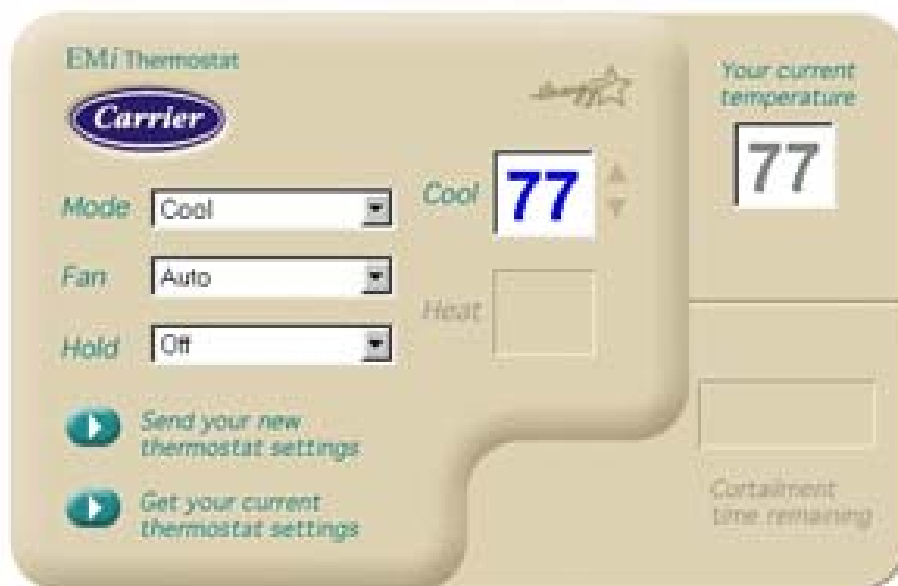 EMi Thermostat
Carrier
energy
Your current
temperature
77
Mode Cool
Cool 77
Fan Auto
Heat
Hold Off
Send your new
thermostat settings
Get your current
thermostat settings
Curtailment
time remaining